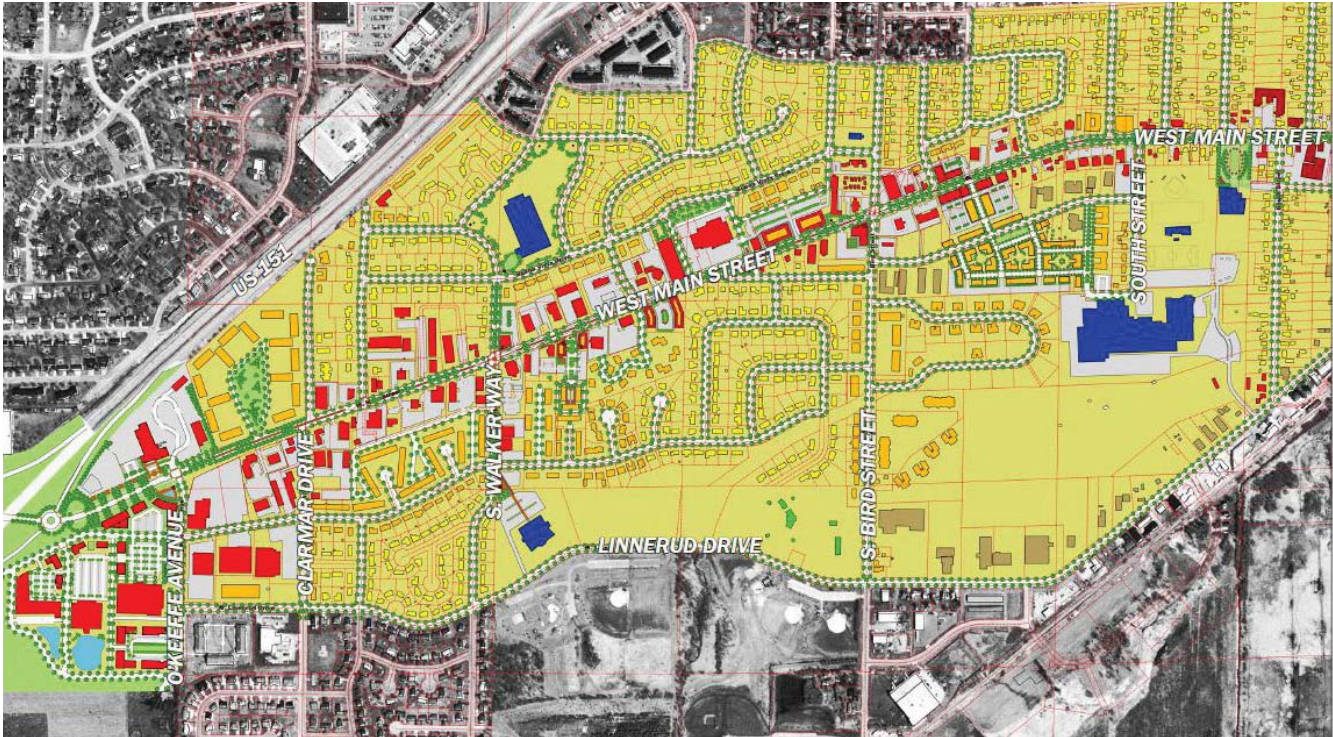 WEST MAIN STREET
SOUTH STREET
US 151
WEST MAIN STREET
S. WALKER WAY
CLARMAR DRIVE
S. BIRD STREET
LINNERUD DRIVE
O'KEEFFE AVENUE